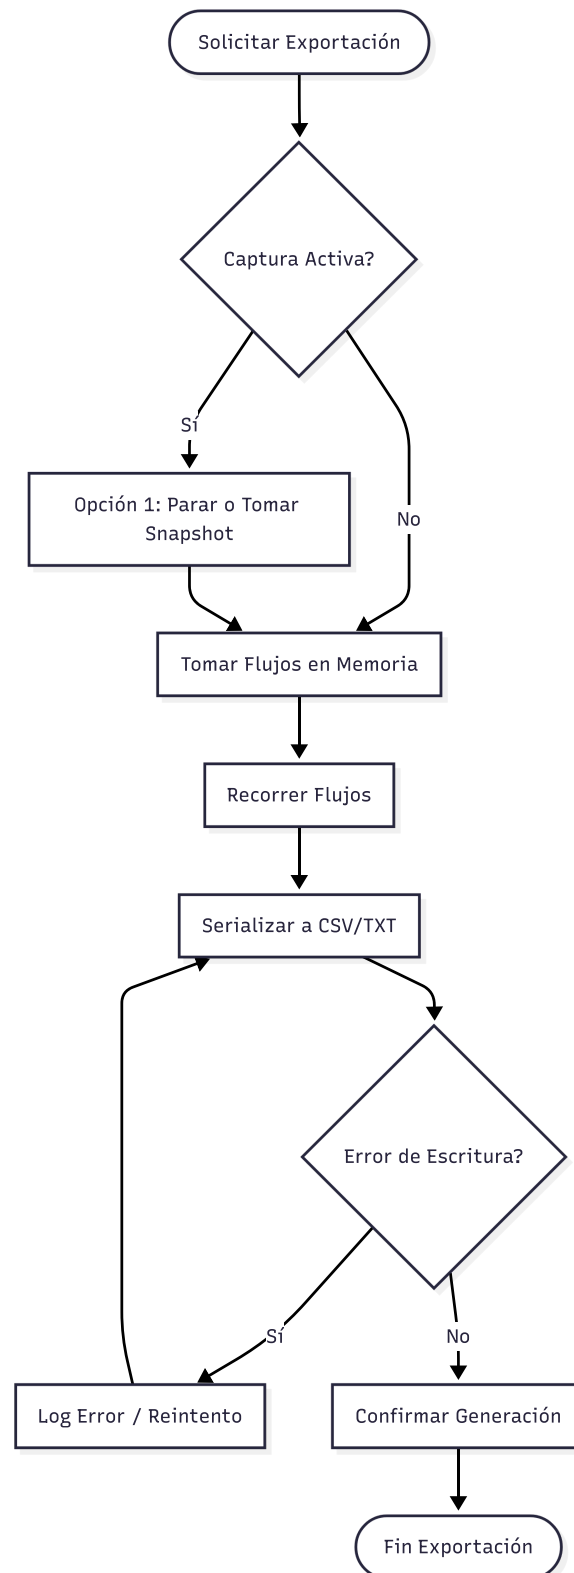 Solicitar Exportación
Captura Activa?
Sí
Opción 1: Parar o Tomar
Snapshot
No
Tomar Flujos en Memoria
Recorrer Flujos
Serializar a CSV/TXT
Error de Escritura?
Sí
No
Log Error / Reintento
Confirmar Generación
Fin Exportación